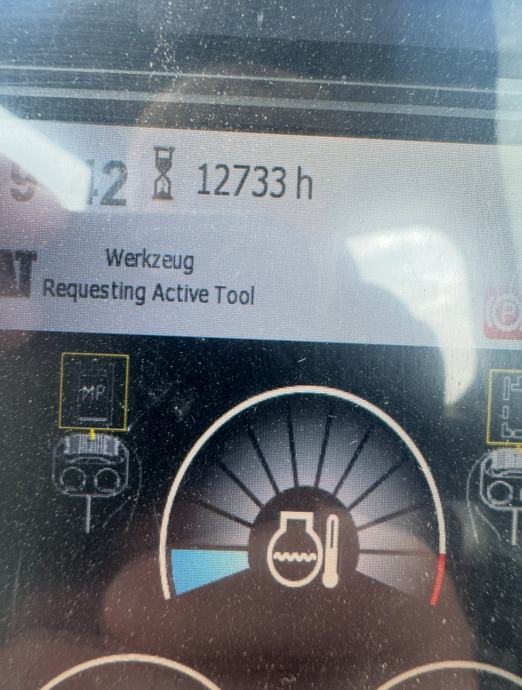 12733 h
Werkzeug
Requesting Active Tool
MP
P